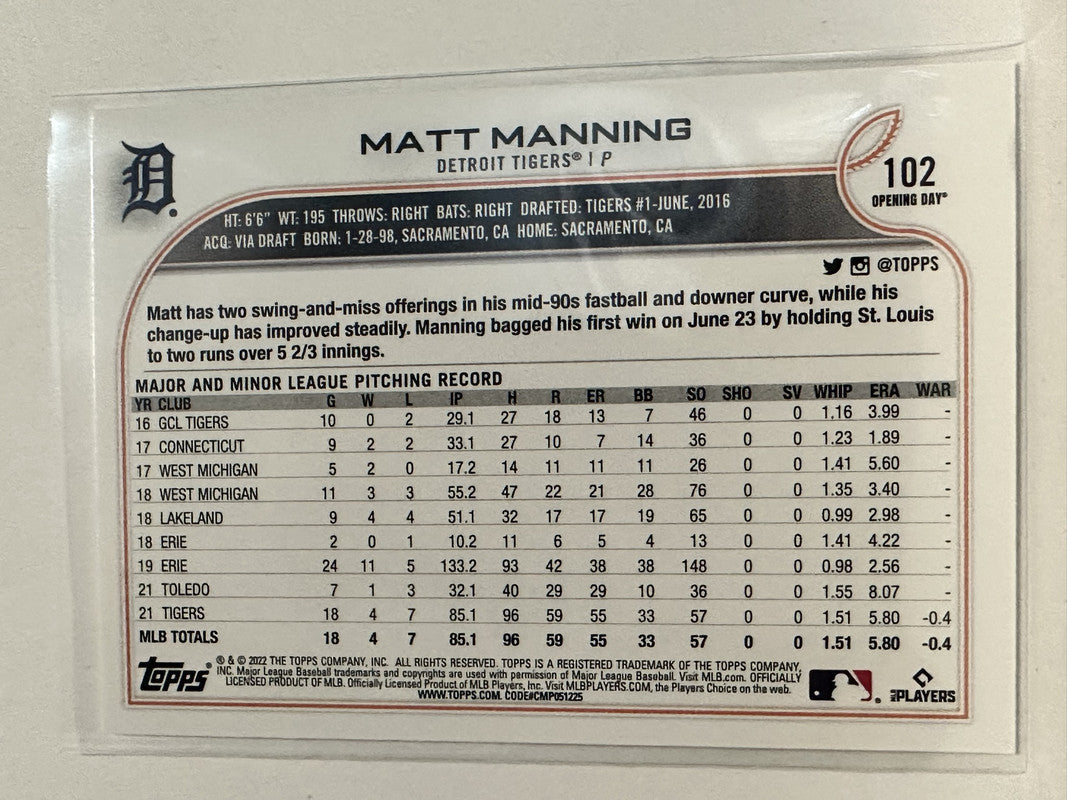 MATT MANNING
DETROIT TIGERS® | P
102
OPENING DAY®
HT: 6'6" WT: 195 THROWS: RIGHT BATS: RIGHT DRAFTED: TIGERS #1-JUNE, 2016
ACQ: VIA DRAFT BORN: 1-28-98, SACRAMENTO, CA HOME: SACRAMENTO, CA
@TOPPS
Matt has two swing-and-miss offerings in his mid-90s fastball and downer curve, while his
change-up has improved steadily. Manning bagged his first win on June 23 by holding St. Louis
to two runs over 5 2/3 innings.
MAJOR AND MINOR LEAGUE PITCHING RECORD
YR CLUB G W L IP H R ER BB SO SHO SV WHIP ERA WAR
16 GCL TIGERS 10 0 2 29.1 27 18 13 7 46 0 0 1.16 3.99 -
17 CONNECTICUT 9 2 2 33.1 27 10 7 14 36 0 0 1.23 1.89 -
17 WEST MICHIGAN 5 2 0 17.2 14 11 11 11 26 0 0 1.41 5.60 -
18 WEST MICHIGAN 11 3 3 55.2 47 22 21 28 76 0 0 1.35 3.40 -
18 LAKELAND 9 4 4 51.1 32 17 17 19 65 0 0 0.99 2.98 -
18 ERIE 2 0 1 10.2 11 6 5 4 13 0 0 1.41 4.22 -
19 ERIE 24 11 5 133.2 93 42 38 38 148 0 0 0.98 2.56 -
21 TOLEDO 7 1 3 32.1 40 29 29 10 36 0 0 1.55 8.07 -
21 TIGERS 18 4 7 85.1 96 59 55 33 57 0 0 1.51 5.80 -0.4
MLB TOTALS 18 4 7 85.1 96 59 55 33 57 0 0 1.51 5.80 -0.4
topps®
® & © 2022 THE TOPPS COMPANY, INC. ALL RIGHTS RESERVED. TOPPS IS A REGISTERED TRADEMARK OF THE TOPPS COMPANY,
INC. Major League Baseball trademarks and copyrights are used with permission of Major League Baseball. Visit MLB.com. OFFICIALLY
LICENSED PRODUCT OF MLB. Officially Licensed Product of MLB Players, Inc. Visit MLBPLAYERS.COM, the Players Choice on the web.
WWW.TOPPS.COM. CODE#CMP051225
PLAYERS